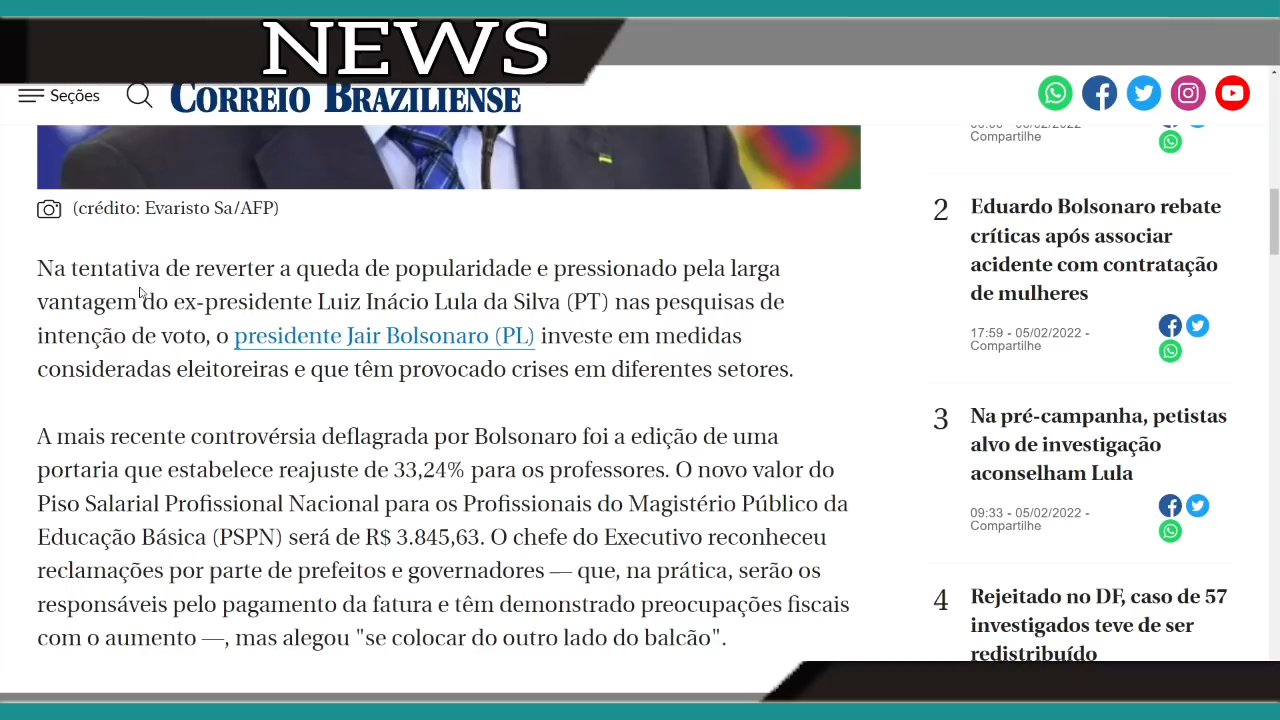 NEWS
Seções
CORREIO BRAZILIENSE
(crédito: Evaristo Sa/AFP)
Na tentativa de reverter a queda de popularidade e pressionado pela larga
vantagem do ex-presidente Luiz Inácio Lula da Silva (PT) nas pesquisas de
intenção de voto, o presidente Jair Bolsonaro (PL) investe em medidas
consideradas eleitoreiras e que têm provocado crises em diferentes setores.
A mais recente controvérsia deflagrada por Bolsonaro foi a edição de uma
portaria que estabelece reajuste de 33,24% para os professores. O novo valor do
Piso Salarial Profissional Nacional para os Profissionais do Magistério Público da
Educação Básica (PSPN) será de R$ 3.845,63. O chefe do Executivo reconheceu
reclamações por parte de prefeitos e governadores — que, na prática, serão os
responsáveis pelo pagamento da fatura e têm demonstrado preocupações fiscais
com o aumento —, mas alegou "se colocar do outro lado do balcão".
Compartilhe
2
Eduardo Bolsonaro rebate
críticas após associar
acidente com contratação
de mulheres
17:59 - 05/02/2022 -
Compartilhe
3
Na pré-campanha, petistas
alvo de investigação
aconselham Lula
09:33 - 05/02/2022 -
Compartilhe
4
Rejeitado no DF, caso de 57
investigados teve de ser
redistribuído